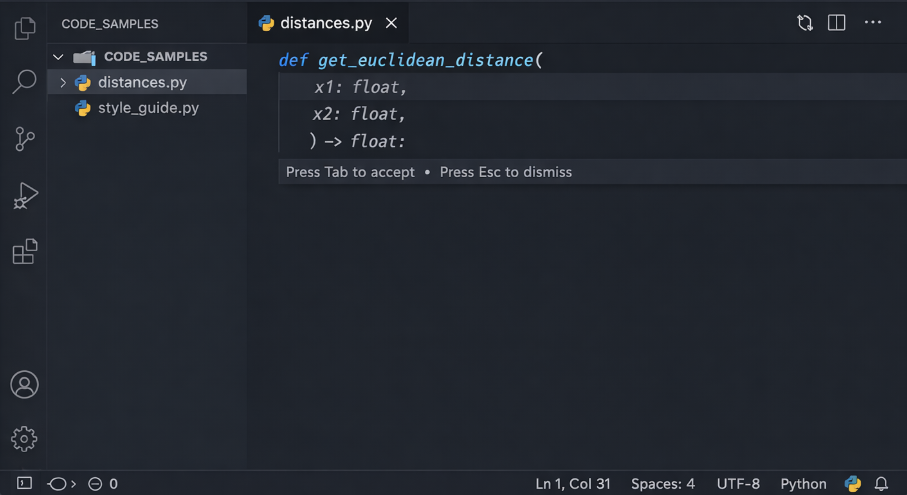 CODE_SAMPLES
distances.py
CODE_SAMPLES
distances.py
style_guide.py
def get_euclidean_distance(
x1: float,
x2: float,
) -> float:
Press Tab to accept • Press Esc to dismiss
0
Ln 1, Col 31 Spaces: 4 UTF-8 Python